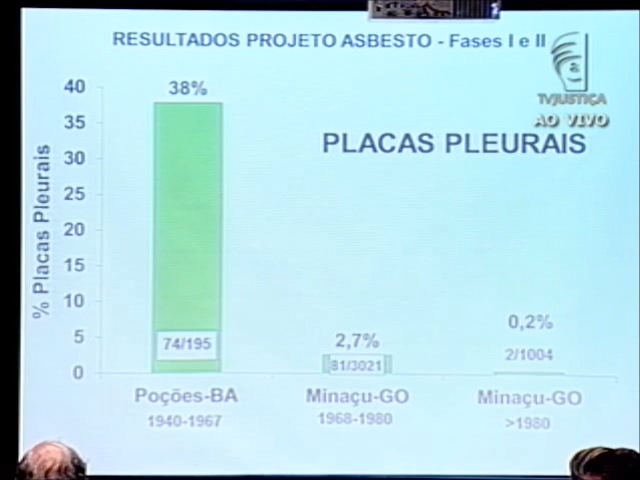 RESULTADOS PROJETO ASBESTO - Fases I e II
TVJUSTIÇA
AO VIVO
PLACAS PLEURAIS
% Placas Pleurais
40
35
30
25
20
15
10
5
0
38%
74/195
2,7%
81/3021
0,2%
2/1004
Poções-BA
Minaçu-GO
Minaçu-GO
1940-1967
1968-1980
>1980